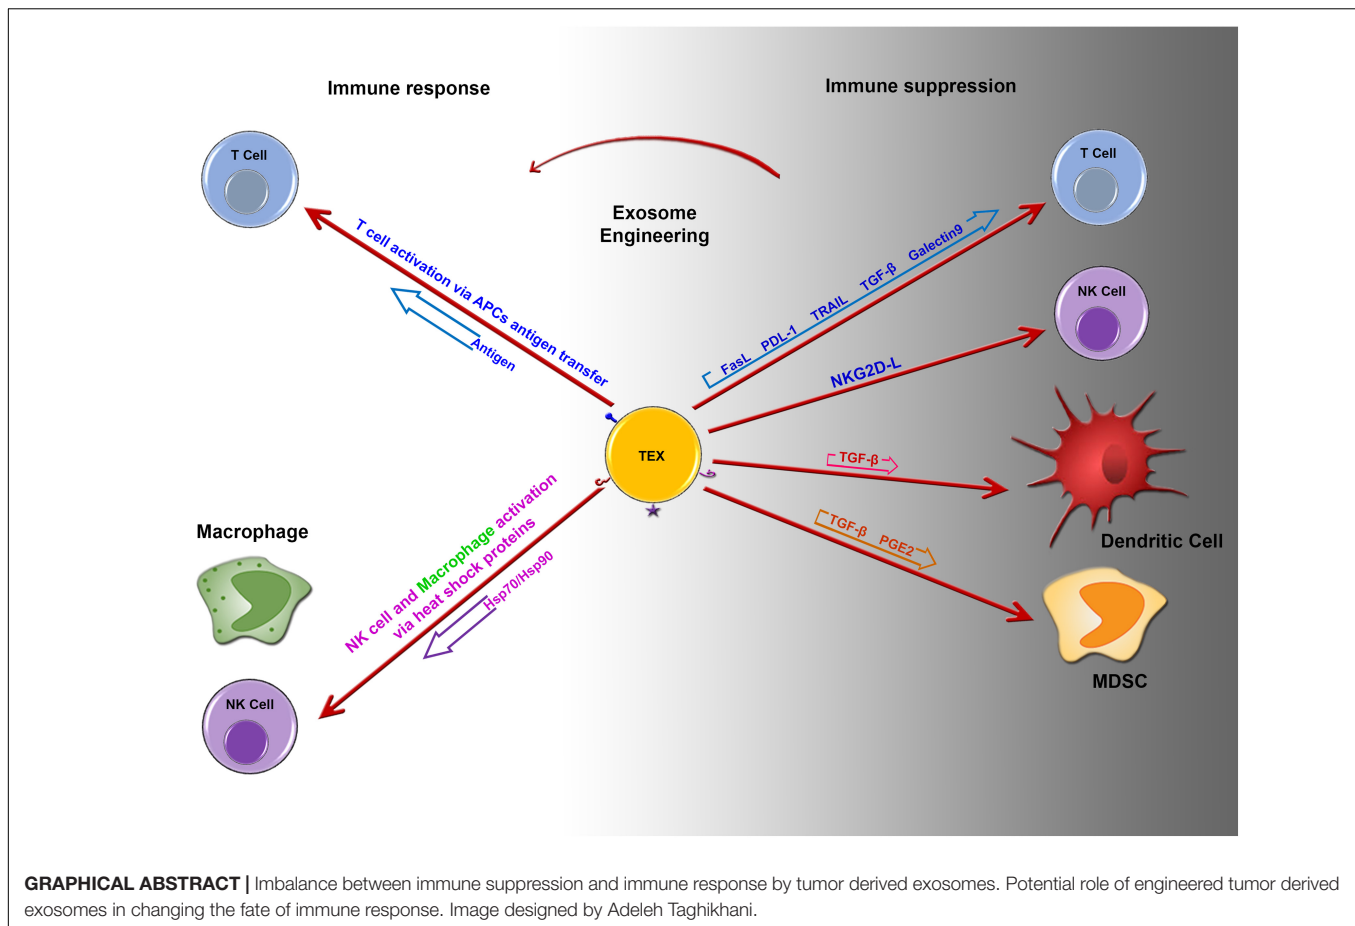 Immune response
Immune suppression
T Cell
T Cell
Exosome
Engineering
T cell activation via APCs antigen transfer
Antigen
FasL PDL-1 TRAIL TGF-β Galectin9
NK Cell
NKG2D-L
TEX
TGF-β
Dendritic Cell
TGF-β PGE2
MDSC
Macrophage
NK cell and Macrophage activation
via heat shock proteins
Hsp70/Hsp90
NK Cell
GRAPHICAL ABSTRACT | Imbalance between immune suppression and immune response by tumor derived exosomes. Potential role of engineered tumor derived
exosomes in changing the fate of immune response. Image designed by Adeleh Taghikhani.